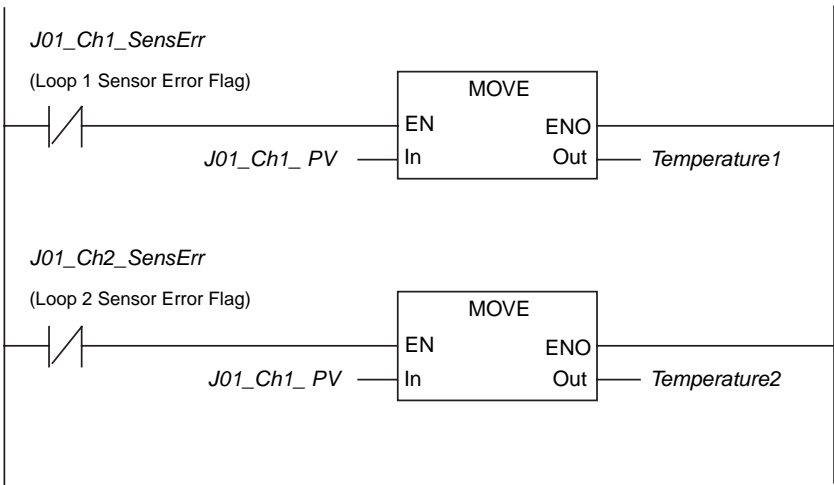 J01_Ch1_SensErr
(Loop 1 Sensor Error Flag)
MOVE
EN
ENO
J01_Ch1_ PV
In
Out
Temperature1
J01_Ch2_SensErr
(Loop 2 Sensor Error Flag)
MOVE
EN
ENO
J01_Ch1_ PV
In
Out
Temperature2